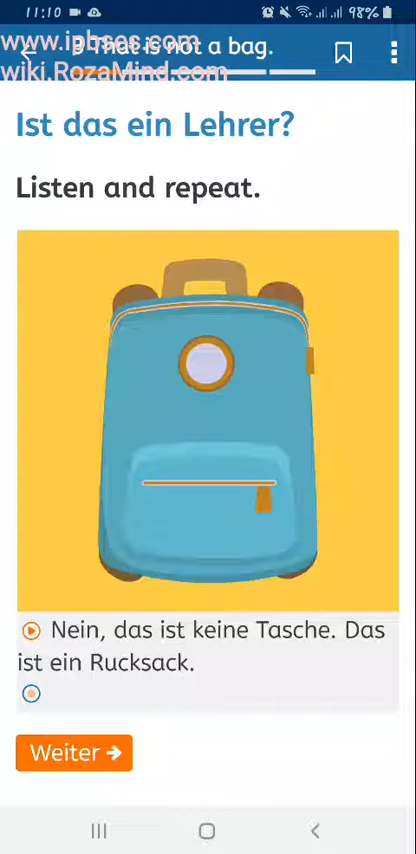 11:10
98%
www.ipbses.com
wiki.RozaMind.com
That is not a bag.
Ist das ein Lehrer?
Listen and repeat.
Nein, das ist keine Tasche. Das
ist ein Rucksack.
Weiter →